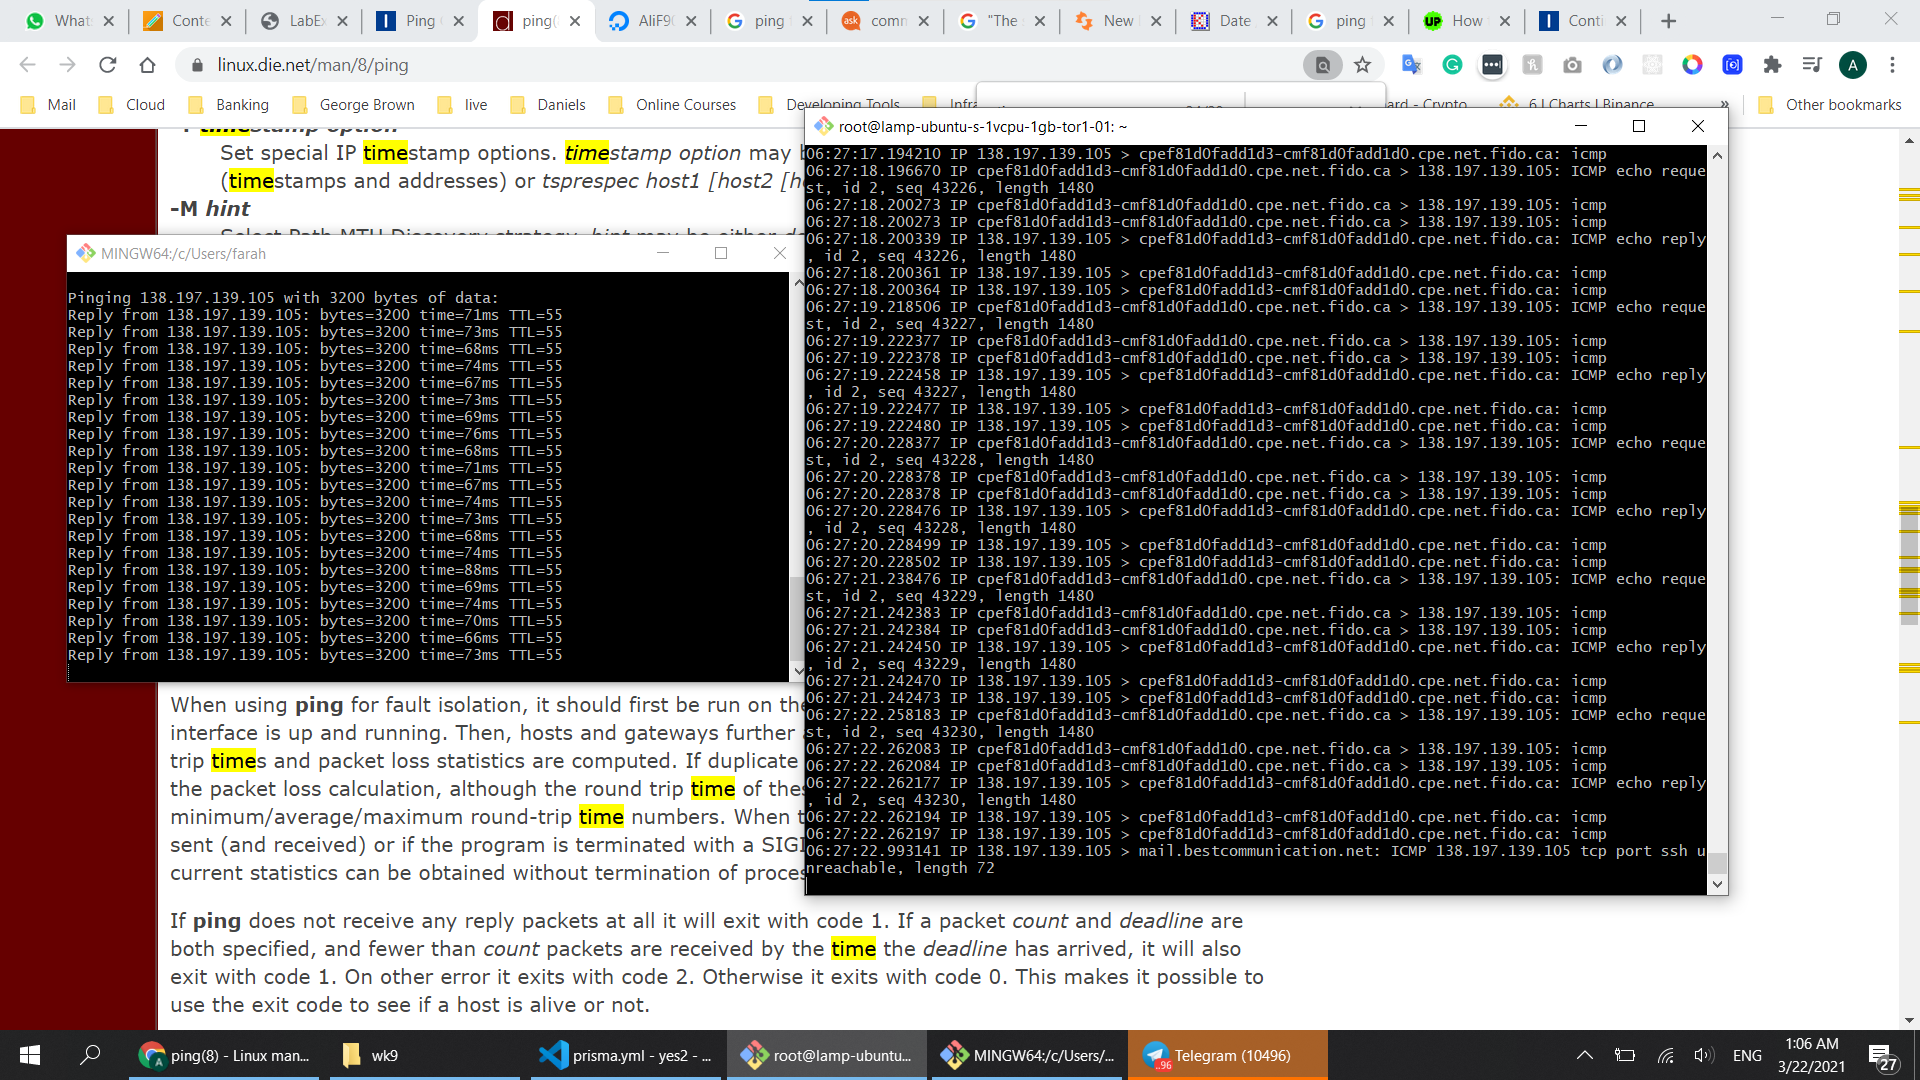 Whats
Conte
LabEx
Ping
ping(
AliF9
ping
comm
"The s
New
Date
ping
How
Conti
linux.die.net/man/8/ping
A
Mail
Cloud
Banking
George Brown
live
Daniels
Online Courses
Developing Tools
Other bookmarks
timestamp option
Set special IP timestamp options. timestamp option may b
(timestamps and addresses) or tsprespec host1 [host2 [h
-M hint
MINGW64:/c/Users/farah
Pinging 138.197.139.105 with 3200 bytes of data:
Reply from 138.197.139.105: bytes=3200 time=71ms TTL=55
Reply from 138.197.139.105: bytes=3200 time=73ms TTL=55
Reply from 138.197.139.105: bytes=3200 time=68ms TTL=55
Reply from 138.197.139.105: bytes=3200 time=74ms TTL=55
Reply from 138.197.139.105: bytes=3200 time=67ms TTL=55
Reply from 138.197.139.105: bytes=3200 time=73ms TTL=55
Reply from 138.197.139.105: bytes=3200 time=69ms TTL=55
Reply from 138.197.139.105: bytes=3200 time=76ms TTL=55
Reply from 138.197.139.105: bytes=3200 time=68ms TTL=55
Reply from 138.197.139.105: bytes=3200 time=71ms TTL=55
Reply from 138.197.139.105: bytes=3200 time=67ms TTL=55
Reply from 138.197.139.105: bytes=3200 time=74ms TTL=55
Reply from 138.197.139.105: bytes=3200 time=73ms TTL=55
Reply from 138.197.139.105: bytes=3200 time=68ms TTL=55
Reply from 138.197.139.105: bytes=3200 time=74ms TTL=55
Reply from 138.197.139.105: bytes=3200 time=88ms TTL=55
Reply from 138.197.139.105: bytes=3200 time=69ms TTL=55
Reply from 138.197.139.105: bytes=3200 time=74ms TTL=55
Reply from 138.197.139.105: bytes=3200 time=70ms TTL=55
Reply from 138.197.139.105: bytes=3200 time=66ms TTL=55
Reply from 138.197.139.105: bytes=3200 time=73ms TTL=55
root@lamp-ubuntu-s-1vcpu-1gb-tor1-01: ~
06:27:17.194210 IP 138.197.139.105 > cpef81d0fadd1d3-cmf81d0fadd1d0.cpe.net.fido.ca: icmp
06:27:18.196670 IP cpef81d0fadd1d3-cmf81d0fadd1d0.cpe.net.fido.ca > 138.197.139.105: ICMP echo reque
st, id 2, seq 43226, length 1480
06:27:18.200273 IP cpef81d0fadd1d3-cmf81d0fadd1d0.cpe.net.fido.ca > 138.197.139.105: icmp
06:27:18.200273 IP cpef81d0fadd1d3-cmf81d0fadd1d0.cpe.net.fido.ca > 138.197.139.105: icmp
06:27:18.200339 IP 138.197.139.105 > cpef81d0fadd1d3-cmf81d0fadd1d0.cpe.net.fido.ca: ICMP echo reply
, id 2, seq 43226, length 1480
06:27:18.200361 IP 138.197.139.105 > cpef81d0fadd1d3-cmf81d0fadd1d0.cpe.net.fido.ca: icmp
06:27:18.200364 IP 138.197.139.105 > cpef81d0fadd1d3-cmf81d0fadd1d0.cpe.net.fido.ca: icmp
06:27:19.218506 IP cpef81d0fadd1d3-cmf81d0fadd1d0.cpe.net.fido.ca > 138.197.139.105: ICMP echo reque
st, id 2, seq 43227, length 1480
06:27:19.222377 IP cpef81d0fadd1d3-cmf81d0fadd1d0.cpe.net.fido.ca > 138.197.139.105: icmp
06:27:19.222378 IP cpef81d0fadd1d3-cmf81d0fadd1d0.cpe.net.fido.ca > 138.197.139.105: icmp
06:27:19.222458 IP 138.197.139.105 > cpef81d0fadd1d3-cmf81d0fadd1d0.cpe.net.fido.ca: ICMP echo reply
, id 2, seq 43227, length 1480
06:27:19.222477 IP 138.197.139.105 > cpef81d0fadd1d3-cmf81d0fadd1d0.cpe.net.fido.ca: icmp
06:27:19.222480 IP 138.197.139.105 > cpef81d0fadd1d3-cmf81d0fadd1d0.cpe.net.fido.ca: icmp
06:27:20.228377 IP cpef81d0fadd1d3-cmf81d0fadd1d0.cpe.net.fido.ca > 138.197.139.105: ICMP echo reque
st, id 2, seq 43228, length 1480
06:27:20.228378 IP cpef81d0fadd1d3-cmf81d0fadd1d0.cpe.net.fido.ca > 138.197.139.105: icmp
06:27:20.228378 IP cpef81d0fadd1d3-cmf81d0fadd1d0.cpe.net.fido.ca > 138.197.139.105: icmp
06:27:20.228476 IP 138.197.139.105 > cpef81d0fadd1d3-cmf81d0fadd1d0.cpe.net.fido.ca: ICMP echo reply
, id 2, seq 43228, length 1480
06:27:20.228499 IP 138.197.139.105 > cpef81d0fadd1d3-cmf81d0fadd1d0.cpe.net.fido.ca: icmp
06:27:20.228502 IP 138.197.139.105 > cpef81d0fadd1d3-cmf81d0fadd1d0.cpe.net.fido.ca: icmp
06:27:21.238476 IP cpef81d0fadd1d3-cmf81d0fadd1d0.cpe.net.fido.ca > 138.197.139.105: ICMP echo reque
st, id 2, seq 43229, length 1480
06:27:21.242383 IP cpef81d0fadd1d3-cmf81d0fadd1d0.cpe.net.fido.ca > 138.197.139.105: icmp
06:27:21.242384 IP cpef81d0fadd1d3-cmf81d0fadd1d0.cpe.net.fido.ca > 138.197.139.105: icmp
06:27:21.242450 IP 138.197.139.105 > cpef81d0fadd1d3-cmf81d0fadd1d0.cpe.net.fido.ca: ICMP echo reply
, id 2, seq 43229, length 1480
06:27:21.242470 IP 138.197.139.105 > cpef81d0fadd1d3-cmf81d0fadd1d0.cpe.net.fido.ca: icmp
06:27:21.242473 IP 138.197.139.105 > cpef81d0fadd1d3-cmf81d0fadd1d0.cpe.net.fido.ca: icmp
06:27:22.258183 IP cpef81d0fadd1d3-cmf81d0fadd1d0.cpe.net.fido.ca > 138.197.139.105: ICMP echo reque
st, id 2, seq 43230, length 1480
06:27:22.262083 IP cpef81d0fadd1d3-cmf81d0fadd1d0.cpe.net.fido.ca > 138.197.139.105: icmp
06:27:22.262084 IP cpef81d0fadd1d3-cmf81d0fadd1d0.cpe.net.fido.ca > 138.197.139.105: icmp
06:27:22.262177 IP 138.197.139.105 > cpef81d0fadd1d3-cmf81d0fadd1d0.cpe.net.fido.ca: ICMP echo reply
, id 2, seq 43230, length 1480
06:27:22.262194 IP 138.197.139.105 > cpef81d0fadd1d3-cmf81d0fadd1d0.cpe.net.fido.ca: icmp
06:27:22.262197 IP 138.197.139.105 > cpef81d0fadd1d3-cmf81d0fadd1d0.cpe.net.fido.ca: icmp
06:27:22.993141 IP 138.197.139.105 > mail.bestcommunication.net: ICMP 138.197.139.105 tcp port ssh u
nreachable, length 72
When using ping for fault isolation, it should first be run on the
interface is up and running. Then, hosts and gateways further
trip times and packet loss statistics are computed. If duplicate
the packet loss calculation, although the round trip time of thes
minimum/average/maximum round-trip time numbers. When t
sent (and received) or if the program is terminated with a SIGI
current statistics can be obtained without termination of proces
If ping does not receive any reply packets at all it will exit with code 1. If a packet count and deadline are
both specified, and fewer than count packets are received by the time the deadline has arrived, it will also
exit with code 1. On other error it exits with code 2. Otherwise it exits with code 0. This makes it possible to
use the exit code to see if a host is alive or not.
ping(8) - Linux man...
wk9
prisma.yml - yes2 - ...
root@lamp-ubuntu...
MINGW64:/c/Users/...
Telegram (10496)
ENG
1:06 AM
3/22/2021
27